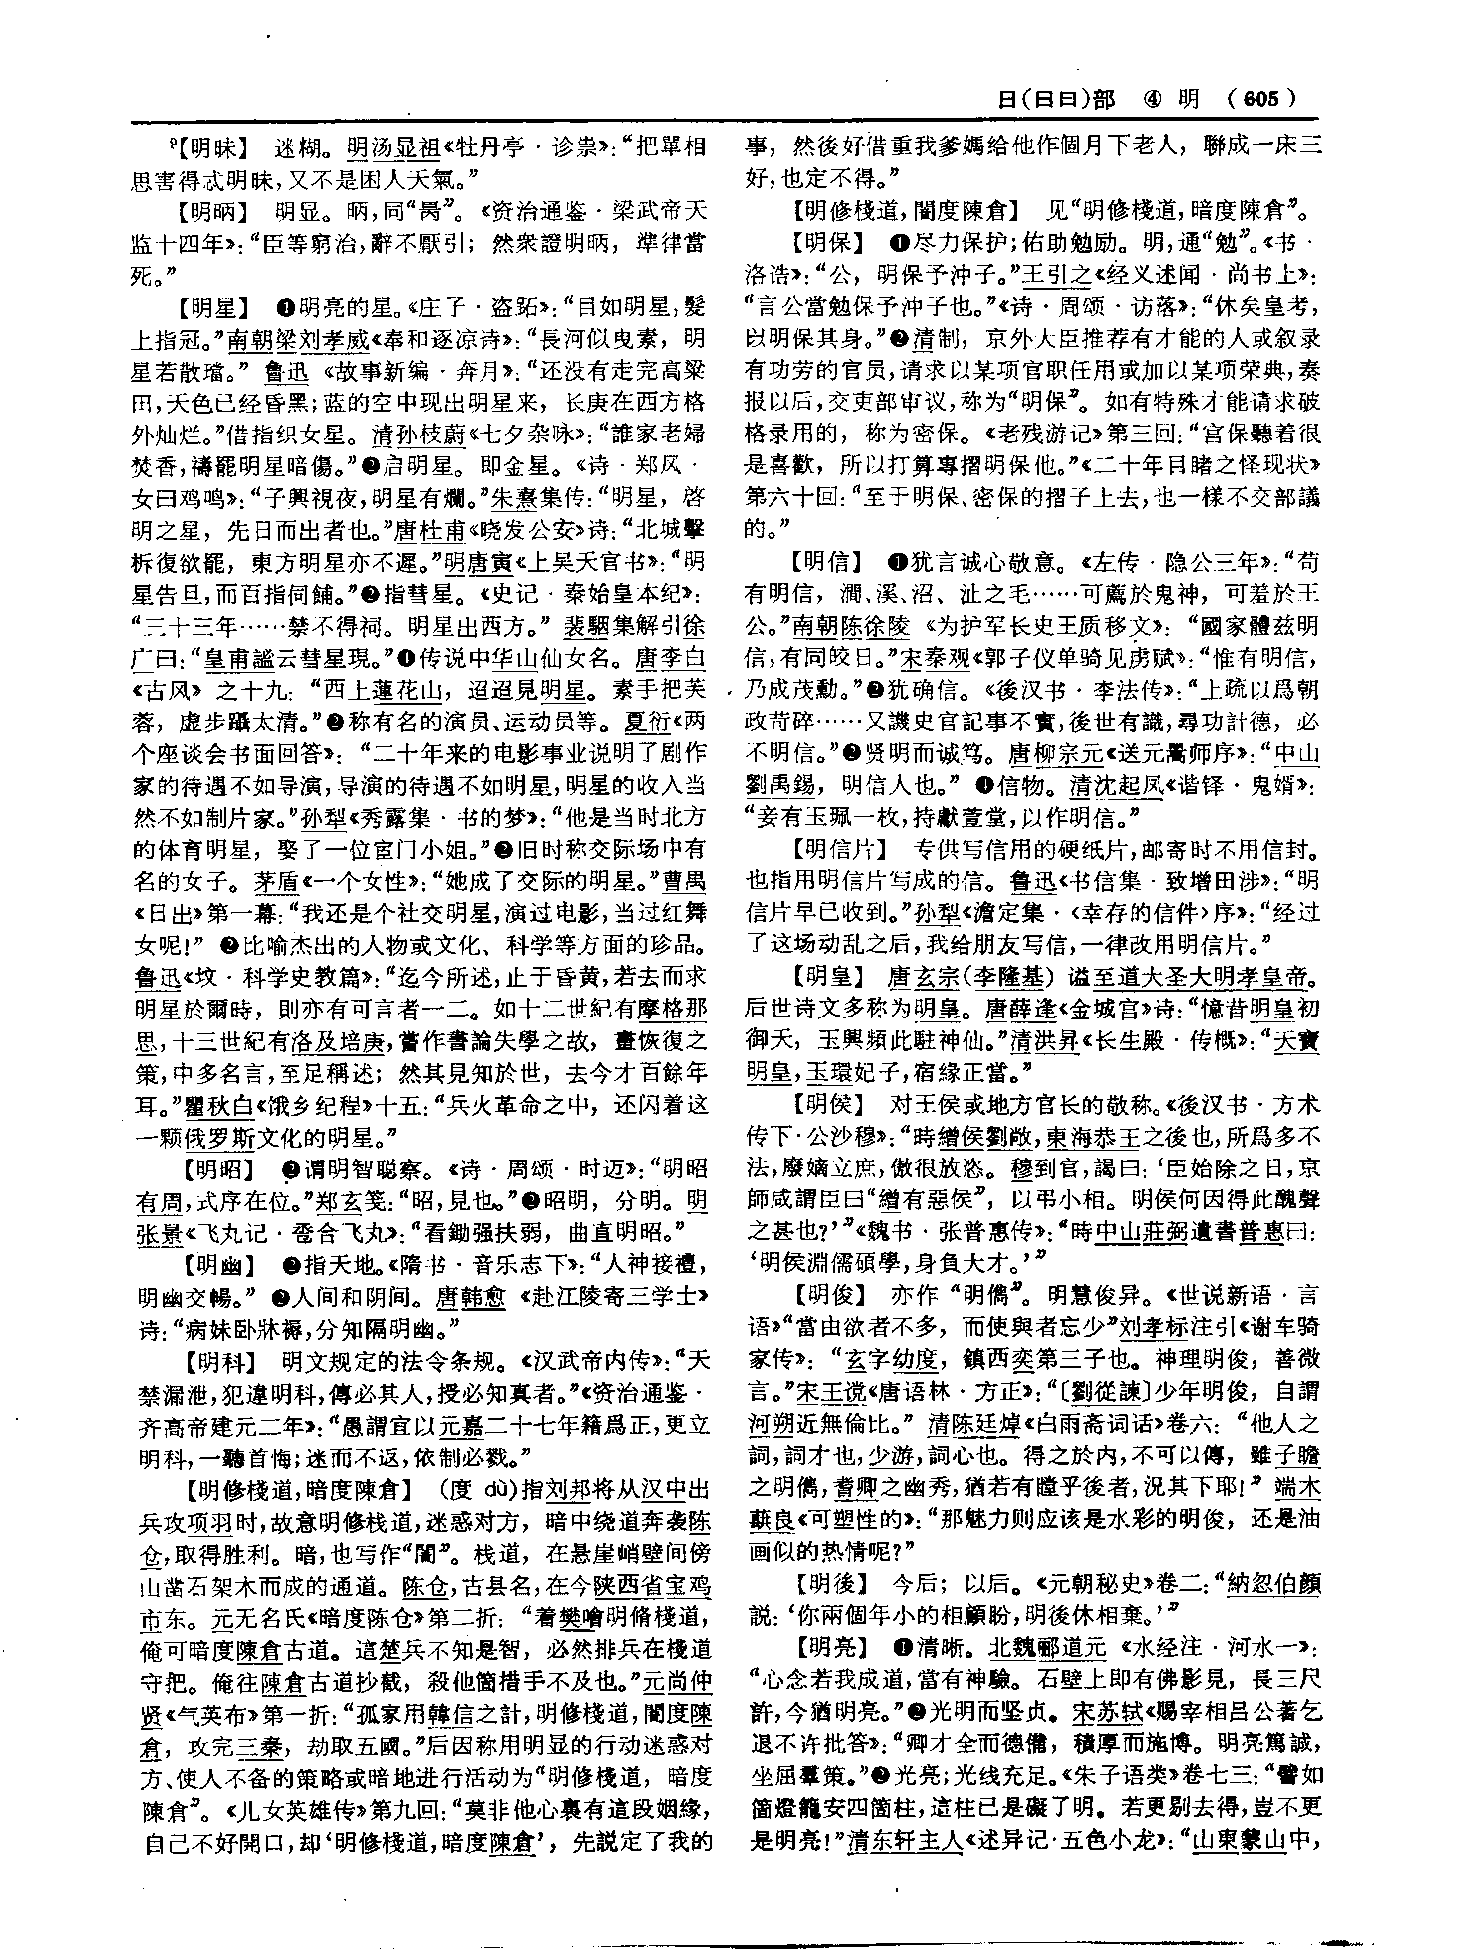 日(日曰)部 ④ 明 (605)
⁹【明昧】 迷糊。明汤显祖《牡丹亭·诊祟》：“把單相
思害得忒明昧，又不是困人天氣。”
【明昞】 明显。昞，同“昺”。《资治通鉴·梁武帝天
监十四年》：“臣等窮治，辭不厭引；然衆證明昞，準律當
死。”
【明星】 ❶明亮的星。《庄子·盗跖》：“目如明星，髮
上指冠。”南朝梁刘孝威《奉和逐凉诗》：“長河似曳素，明
星若散璫。” 鲁迅《故事新编·奔月》：“还没有走完高粱
田，天色已经昏黑；蓝的空中现出明星来，长庚在西方格
外灿烂。”借指织女星。清孙枝蔚《七夕杂咏》：“誰家老婦
焚香，禱罷明星暗傷。”❷启明星。即金星。《诗·郑风·
女曰鸡鸣》：“子興視夜，明星有爛。”朱熹集传：“明星，啓
明之星，先日而出者也。”唐杜甫《晓发公安》诗：“北城擊
柝復欲罷，東方明星亦不遲。”明唐寅《上吴天官书》：“明
星告旦，而百指伺餔。”❷指彗星。《史记·秦始皇本纪》：
“三十三年……禁不得祠。明星出西方。” 裴駰集解引徐
广曰：“皇甫謐云彗星現。”❶传说中华山仙女名。唐李白
《古风》之十九：“西上蓮花山，迢迢見明星。素手把芙
蓉，虚步躡太清。”❷称有名的演员、运动员等。夏衍《两
个座谈会书面回答》：“二十年来的电影事业说明了剧作
家的待遇不如导演，导演的待遇不如明星，明星的收入当
然不如制片家。”孙犁《秀露集·书的梦》：“他是当时北方
的体育明星，娶了一位宦门小姐。”❷旧时称交际场中有
名的女子。茅盾《一个女性》：“她成了交际的明星。”曹禺
《日出》第一幕：“我还是个社交明星，演过电影，当过红舞
女呢！” ❷比喻杰出的人物或文化、科学等方面的珍品。
鲁迅《坟·科学史教篇》：“迄今所述，止于昏黄，若去而求
明星於爾時，則亦有可言者一二。如十二世紀有摩格那
思，十三世紀有洛及培庚，嘗作書論失學之故，畫恢復之
策，中多名言，至足稱述；然其見知於世，去今才百餘年
耳。”瞿秋白《饿乡纪程》十五：“兵火革命之中，还闪着这
一颗俄罗斯文化的明星。”
【明昭】 ❷谓明智聪察。《诗·周颂·时迈》：“明昭
有周，式序在位。”郑玄笺：“昭，見也。”❷昭明，分明。明
张景《飞丸记·卺合飞丸》：“看鋤强扶弱，曲直明昭。”
【明幽】 ❷指天地。《隋书·音乐志下》：“人神接禮，
明幽交暢。” ❷人间和阴间。唐韩愈《赴江陵寄三学士》
诗：“病妹卧牀褥，分知隔明幽。”
【明科】 明文规定的法令条规。《汉武帝内传》：“天
禁漏泄，犯違明科，傳必其人，授必知真者。”《资治通鉴·
齐高帝建元二年》：“愚謂宜以元嘉二十七年籍爲正，更立
明科，一聽首悔；迷而不返，依制必戮。”
【明修棧道，暗度陳倉】 （度 dù）指刘邦将从汉中出
兵攻项羽时，故意明修栈道，迷惑对方，暗中绕道奔袭陈
仓，取得胜利。暗，也写作“闇”。栈道，在悬崖峭壁间傍
山凿石架木而成的通道。陈仓，古县名，在今陕西省宝鸡
市东。元无名氏《暗度陈仓》第二折：“着樊噲明脩棧道，
俺可暗度陳倉古道。這楚兵不知是智，必然排兵在棧道
守把。俺往陳倉古道抄截，殺他箇措手不及也。”元尚仲
贤《气英布》第一折：“孤家用韓信之計，明修棧道，闇度陳
倉，攻完三秦，劫取五國。”后因称用明显的行动迷惑对
方、使人不备的策略或暗地进行活动为“明修棧道，暗度
陳倉”。《儿女英雄传》第九回：“莫非他心裏有這段姻緣，
自己不好開口，却‘明修棧道，暗度陳倉’，先説定了我的
事，然後好借重我爹媽給他作個月下老人，聯成一床三
好，也定不得。”
【明修棧道，闇度陳倉】 见“明修棧道，暗度陳倉”。
【明保】 ❶尽力保护；佑助勉励。明，通“勉”。《书·
洛诰》：“公，明保予沖子。”王引之《经义述闻·尚书上》：
“言公當勉保予沖子也。”《诗·周颂·访落》：“休矣皇考，
以明保其身。”❷清制，京外大臣推荐有才能的人或叙录
有功劳的官员，请求以某项官职任用或加以某项荣典，奏
报以后，交吏部审议，称为“明保”。如有特殊才能请求破
格录用的，称为密保。《老残游记》第三回：“宫保聽着很
是喜歡，所以打算專摺明保他。”《二十年目睹之怪现状》
第六十回：“至于明保、密保的摺子上去，也一樣不交部議
的。”
【明信】 ❶犹言诚心敬意。《左传·隐公三年》：“苟
有明信，澗、溪、沼、沚之毛……可薦於鬼神，可羞於王
公。”南朝陈徐陵《为护军长史王质移文》：“國家體兹明
信，有同皎日。”宋秦观《郭子仪单骑见虏赋》：“惟有明信，
乃成茂勳。”❷犹确信。《後汉书·李法传》：“上疏以爲朝
政苛碎……又譏史官記事不實，後世有識，尋功計德，必
不明信。”❷贤明而诚笃。唐柳宗元《送元暠师序》：“中山
劉禹錫，明信人也。” ❶信物。清沈起凤《谐铎·鬼婿》：
“妾有玉珮一枚，持獻萱堂，以作明信。”
【明信片】 专供写信用的硬纸片，邮寄时不用信封。
也指用明信片写成的信。鲁迅《书信集·致增田涉》：“明
信片早已收到。”孙犁《澹定集·〈幸存的信件〉序》：“经过
了这场动乱之后，我给朋友写信，一律改用明信片。”
【明皇】 唐玄宗（李隆基）谥至道大圣大明孝皇帝。
后世诗文多称为明皇。唐薛逢《金城宫》诗：“憶昔明皇初
御天，玉輿頻此駐神仙。”清洪昇《长生殿·传概》：“天寶
明皇，玉環妃子，宿缘正當。”
【明侯】 对王侯或地方官长的敬称。《後汉书·方术
传下·公沙穆》：“時繒侯劉敞，東海恭王之後也，所爲多不
法，廢嫡立庶，傲很放恣。穆到官，謁曰：‘臣始除之日，京
師咸謂臣曰“繒有惡侯”，以弔小相。明侯何因得此醜聲
之甚也？’”《魏书·张普惠传》：“時中山莊弼遺書普惠曰：
‘明侯淵儒碩學，身負大才。’”
【明俊】 亦作“明儁”。明慧俊异。《世说新语·言
语》“當由欲者不多，而使與者忘少”刘孝标注引《谢车骑
家传》：“玄字幼度，鎮西奕第三子也。神理明俊，善微
言。”宋王谠《唐语林·方正》：“〔劉從諫〕少年明俊，自謂
河朔近無倫比。” 清陈廷焯《白雨斋词话》卷六：“他人之
詞，詞才也，少游，詞心也。得之於内，不可以傳，雖子瞻
之明儁，耆卿之幽秀，猶若有瞠乎後者，況其下耶！” 端木
蕻良《可塑性的》：“那魅力则应该是水彩的明俊，还是油
画似的热情呢？”
【明後】 今后；以后。《元朝秘史》卷二：“納忽伯顔
説：‘你兩個年小的相顧盼，明後休相棄。’”
【明亮】 ❶清晰。北魏郦道元《水经注·河水一》：
“心念若我成道，當有神驗。石壁上即有佛影見，長三尺
許，今猶明亮。”❷光明而坚贞。宋苏轼《赐宰相吕公著乞
退不许批答》：“卿才全而德備，積厚而施博。明亮篤誠，
坐屈羣策。”❷光亮；光线充足。《朱子语类》卷七三：“譬如
箇燈籠安四箇柱，這柱已是礙了明。若更剔去得，豈不更
是明亮！”清东轩主人《述异记·五色小龙》：“山東蒙山中，